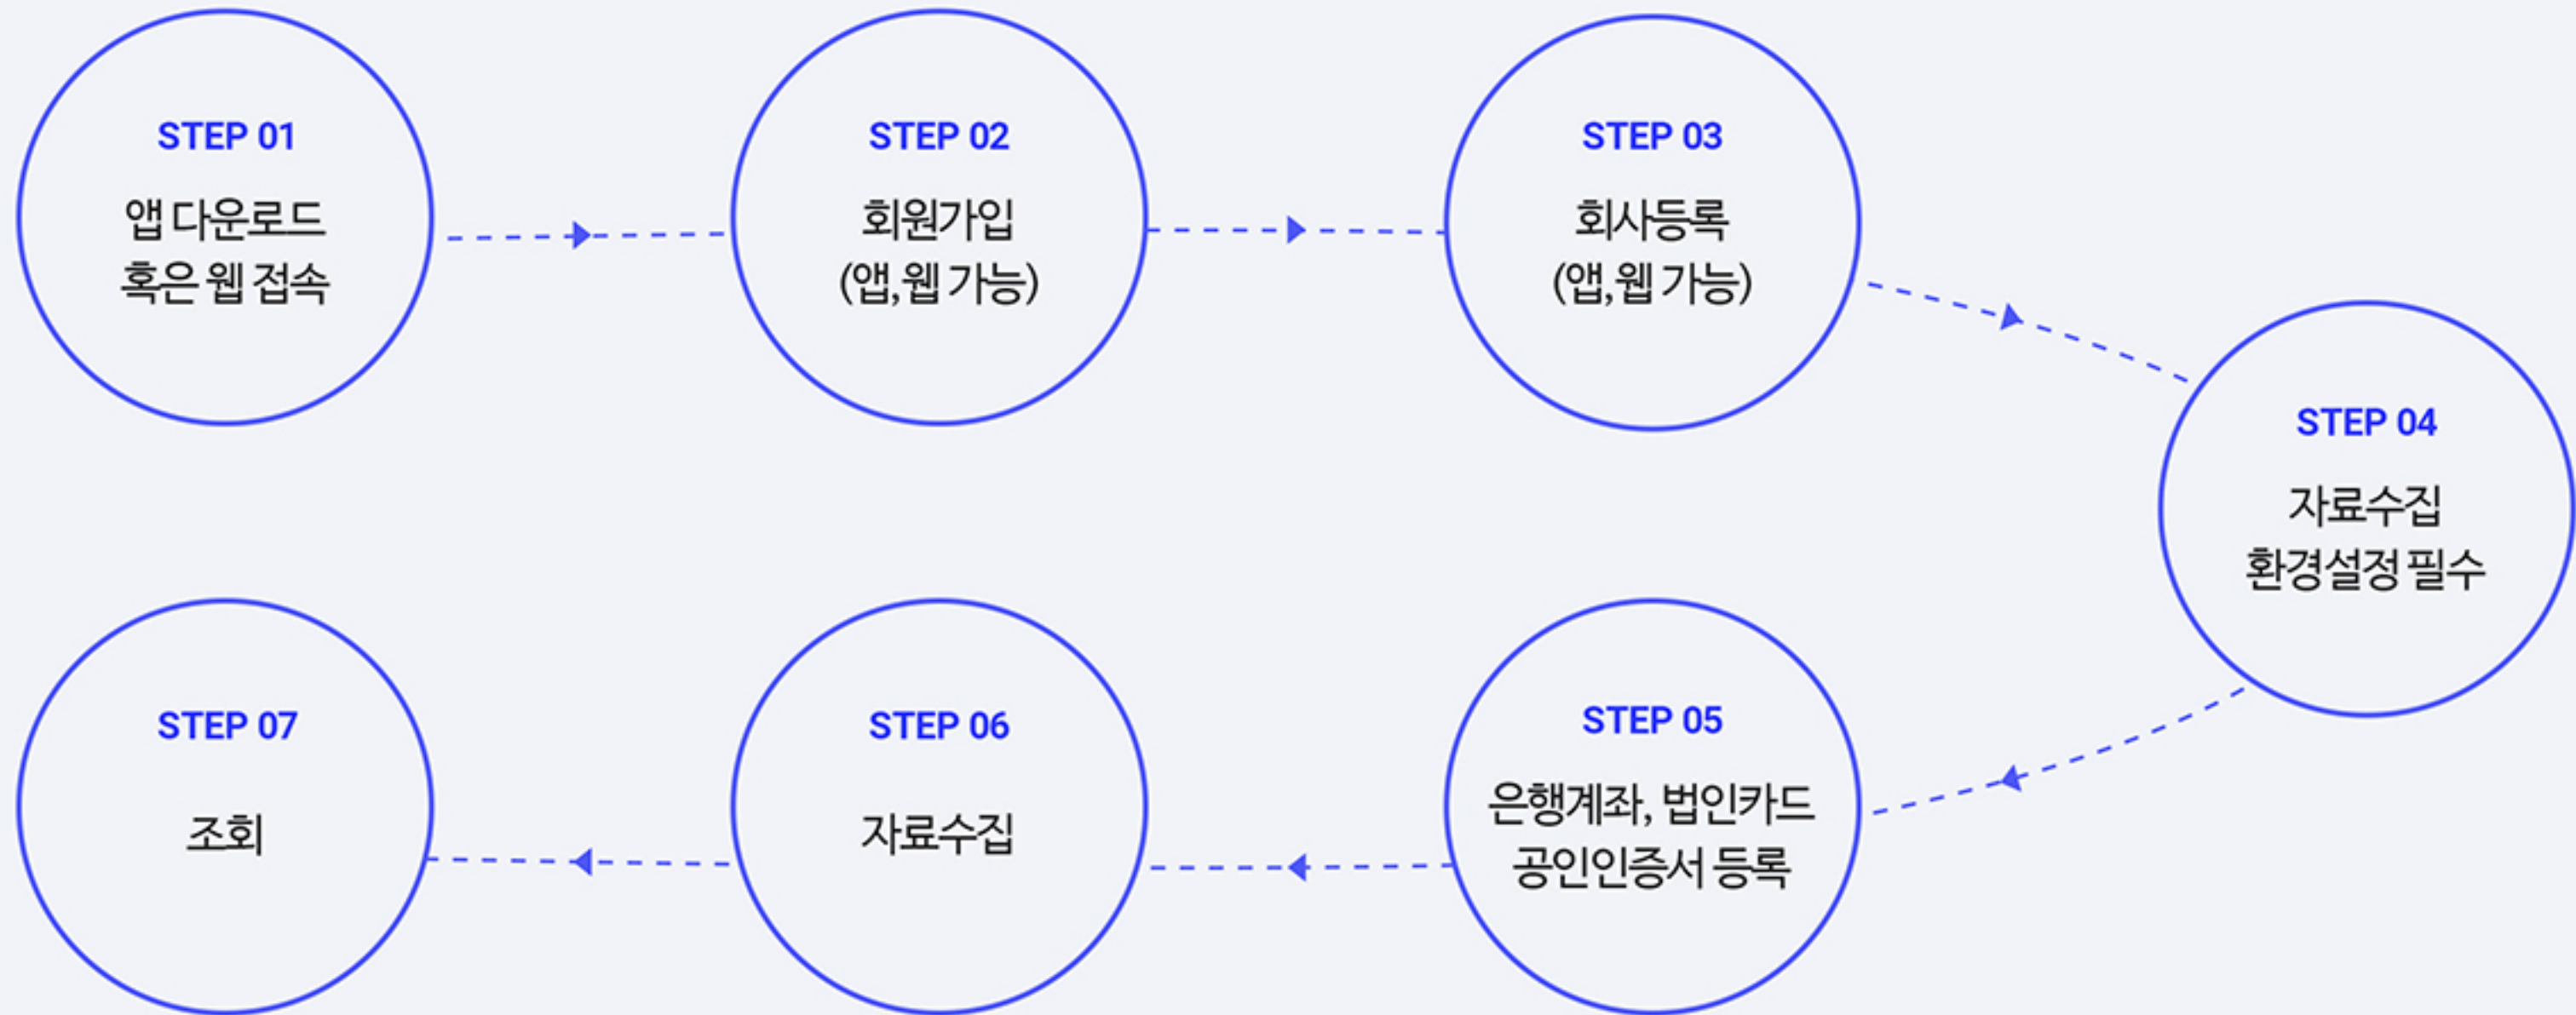 STEP 01
앱 다운로드
혹은 웹 접속
STEP 02
회원가입
(앱,웹 가능)
STEP 03
회사등록
(앱,웹 가능)
STEP 04
자료수집
환경설정 필수
STEP 05
은행계좌, 법인카드
공인인증서 등록
STEP 06
자료수집
STEP 07
조회